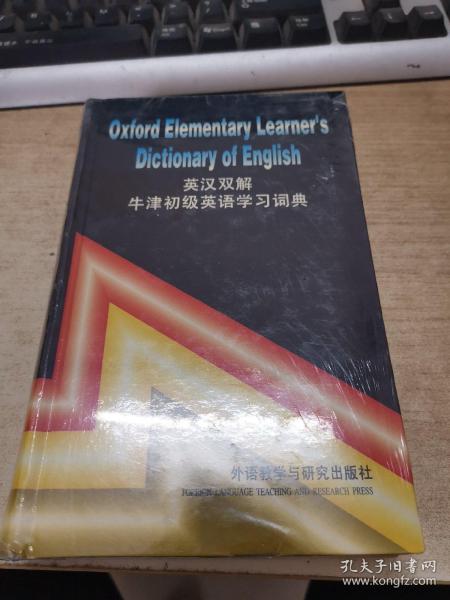 Oxford Elementary Learner's
Dictionary of English
英汉双解
牛津初级英语学习词典
外语教学与研究出版社
FOREIGN LANGUAGE TEACHING AND RESEARCH PRESS
孔夫子旧书网
www.kongfz.com